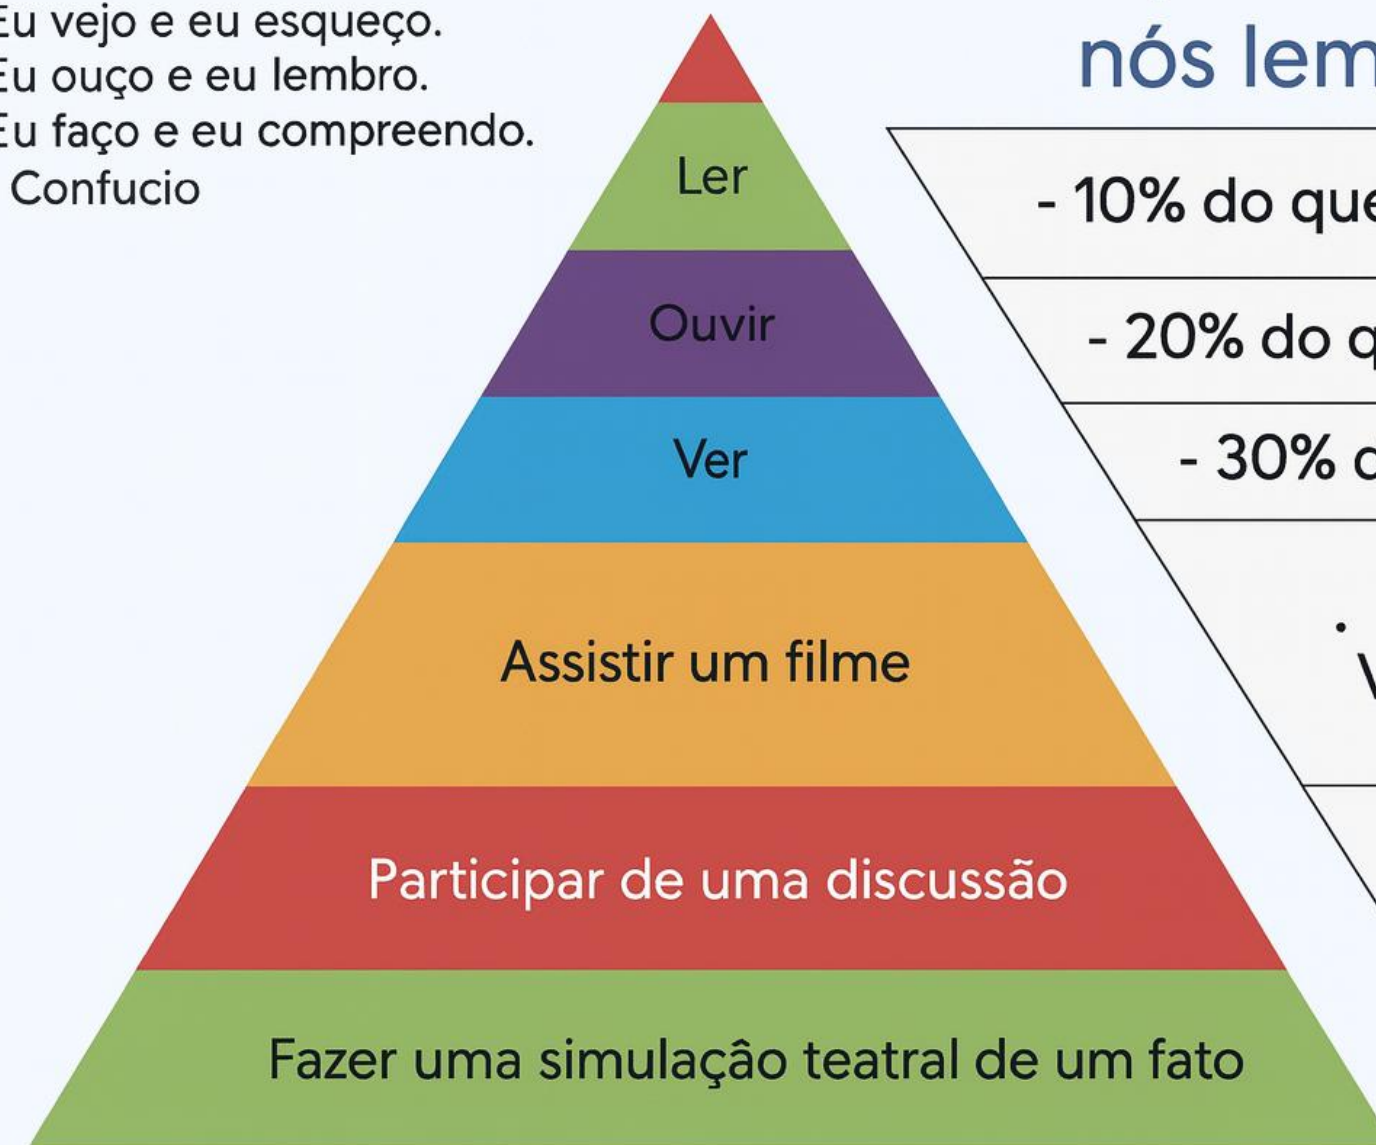 Eu vejo e eu esqueço.
Eu ouço e eu lembro.
Eu faço e eu compreendo.
Confucio
nós lem
Ler
- 10% do que
Ouvir
- 20% do q
Ver
- 30% d
Assistir um filme
Participar de uma discussão
Fazer uma simulaçâo teatral de um fato